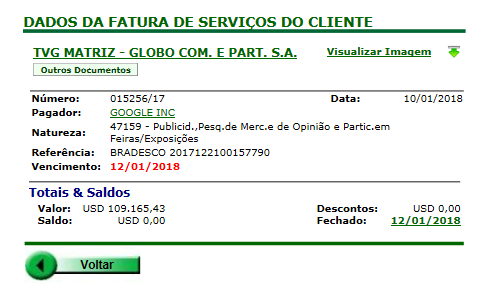 DADOS DA FATURA DE SERVIÇOS DO CLIENTE
TVG MATRIZ - GLOBO COM. E PART. S.A. Visualizar Imagem
Outros Documentos
Número: 015256/17 Data: 10/01/2018
Pagador: GOOGLE INC
Natureza: 47159 - Publicid.,Pesq.de Merc.e de Opinião e Partic.em
Feiras/Exposições
Referência: BRADESCO 2017122100157790
Vencimento: 12/01/2018
Totais & Saldos
Valor: USD 109.165,43 Descontos: USD 0,00
Saldo: USD 0,00 Fechado: 12/01/2018
Voltar